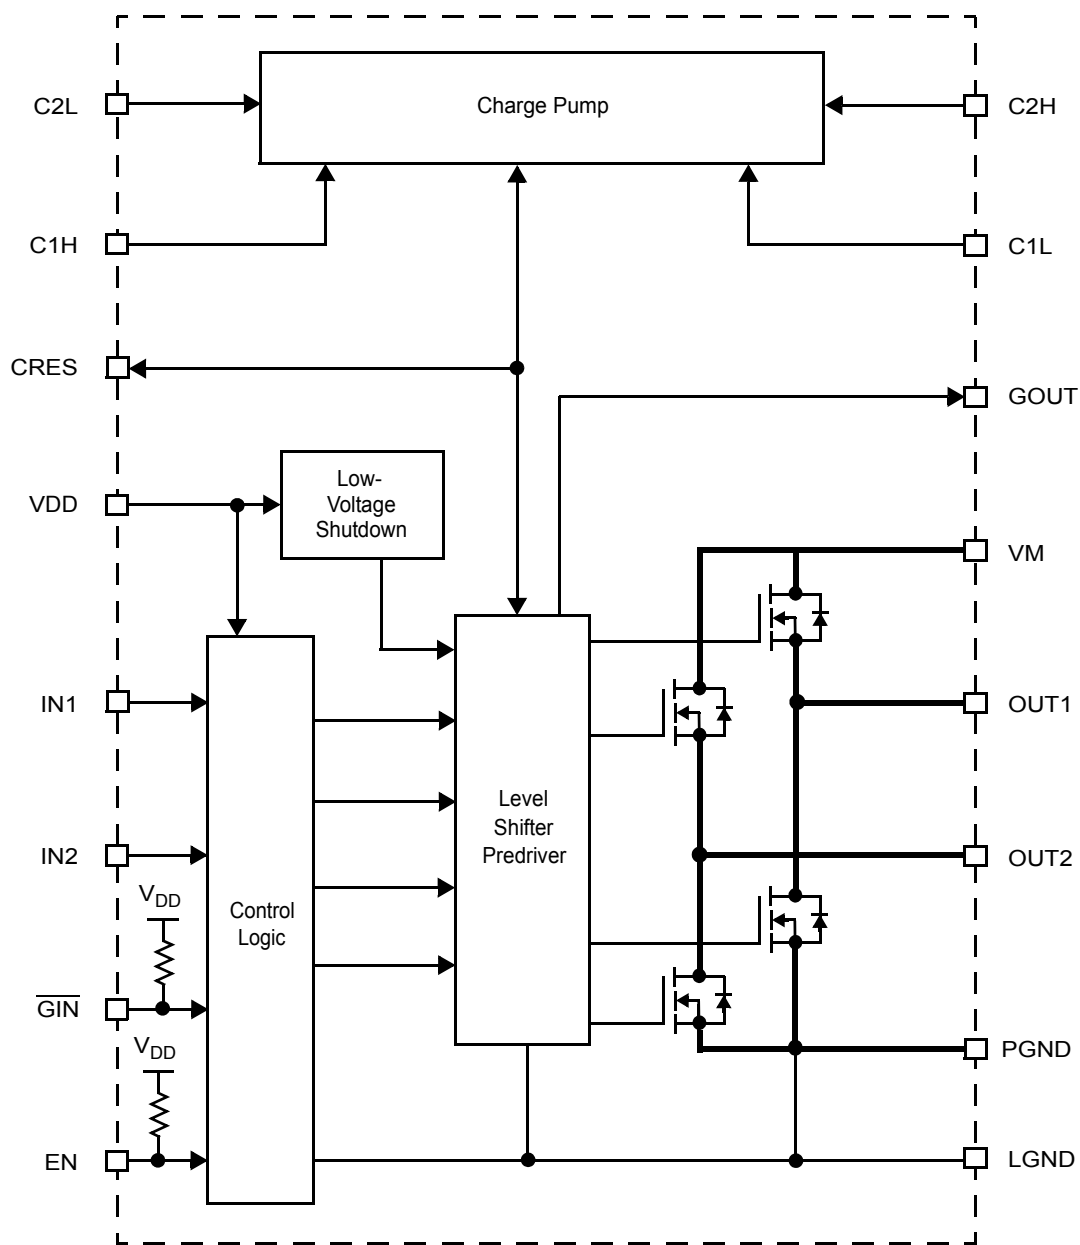 Charge Pump
C2L
C2H
C1H
C1L
CRES
GOUT
Low-
Voltage
Shutdown
VDD
VM
IN1
OUT1
Level
Shifter
Predriver
IN2
OUT2
VDD
Control
Logic
GIN
VDD
PGND
EN
LGND